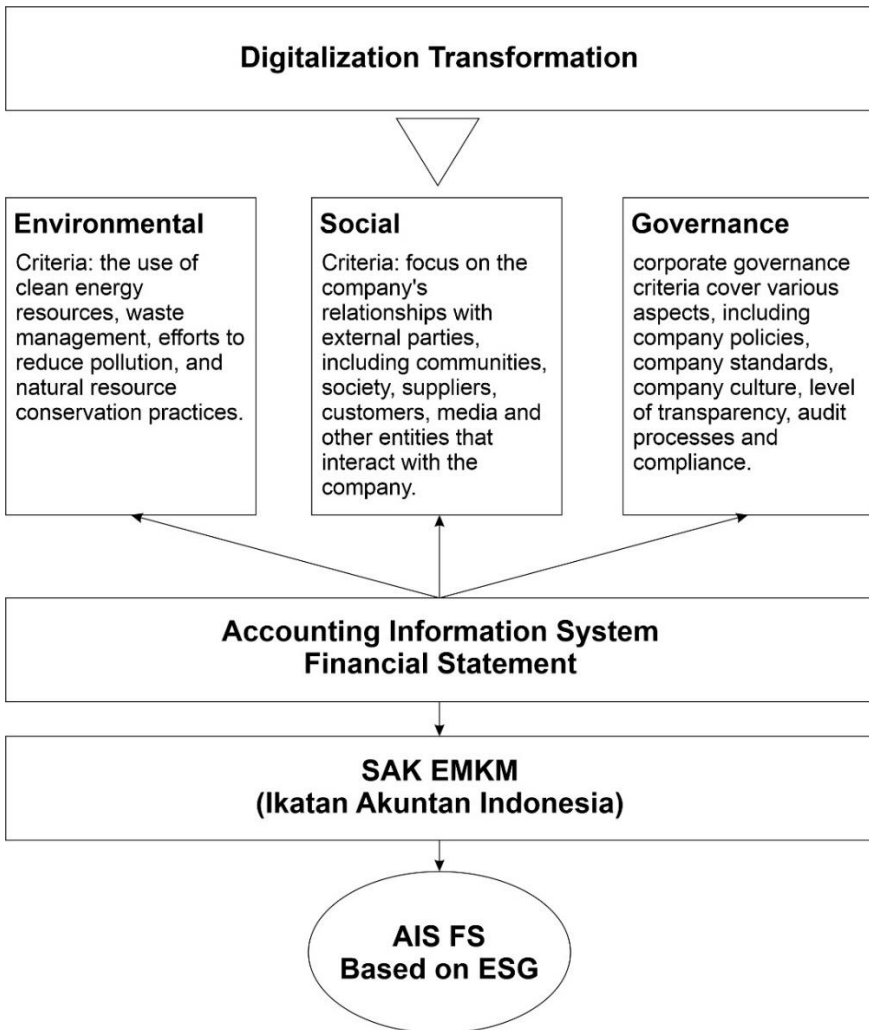 Digitalization Transformation
Environmental
Criteria: the use of
clean energy
resources, waste
management, efforts to
reduce pollution, and
natural resource
conservation practices.
Social
Criteria: focus on the
company's
relationships with
external parties,
including communities,
society, suppliers,
customers, media and
other entities that
interact with the
company.
Governance
corporate governance
criteria cover various
aspects, including
company policies,
company standards,
company culture, level
of transparency, audit
processes and
compliance.
Accounting Information System
Financial Statement
SAK EMKM
(Ikatan Akuntan Indonesia)
AIS FS
Based on ESG